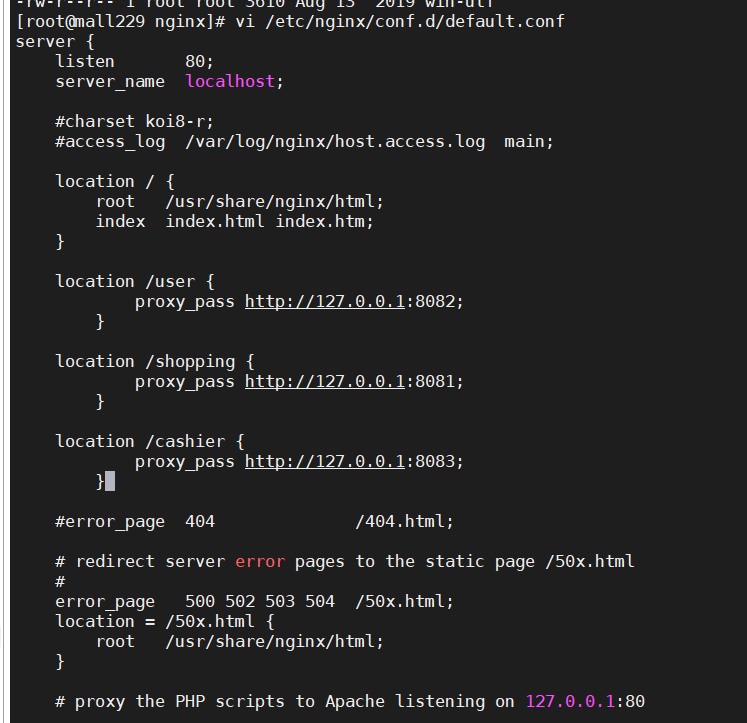 -rw-r--r-- 1 root root 3610 Aug 13  2019 win-utf
[root@mall229 nginx]# vi /etc/nginx/conf.d/default.conf
server {
    listen       80;
    server_name  localhost;

    #charset koi8-r;
    #access_log  /var/log/nginx/host.access.log  main;

    location / {
        root   /usr/share/nginx/html;
        index  index.html index.htm;
    }

    location /user {
            proxy_pass http://127.0.0.1:8082;
        }

    location /shopping {
            proxy_pass http://127.0.0.1:8081;
        }

    location /cashier {
            proxy_pass http://127.0.0.1:8083;
        }

    #error_page  404              /404.html;

    # redirect server error pages to the static page /50x.html
    #
    error_page   500 502 503 504  /50x.html;
    location = /50x.html {
        root   /usr/share/nginx/html;
    }

    # proxy the PHP scripts to Apache listening on 127.0.0.1:80